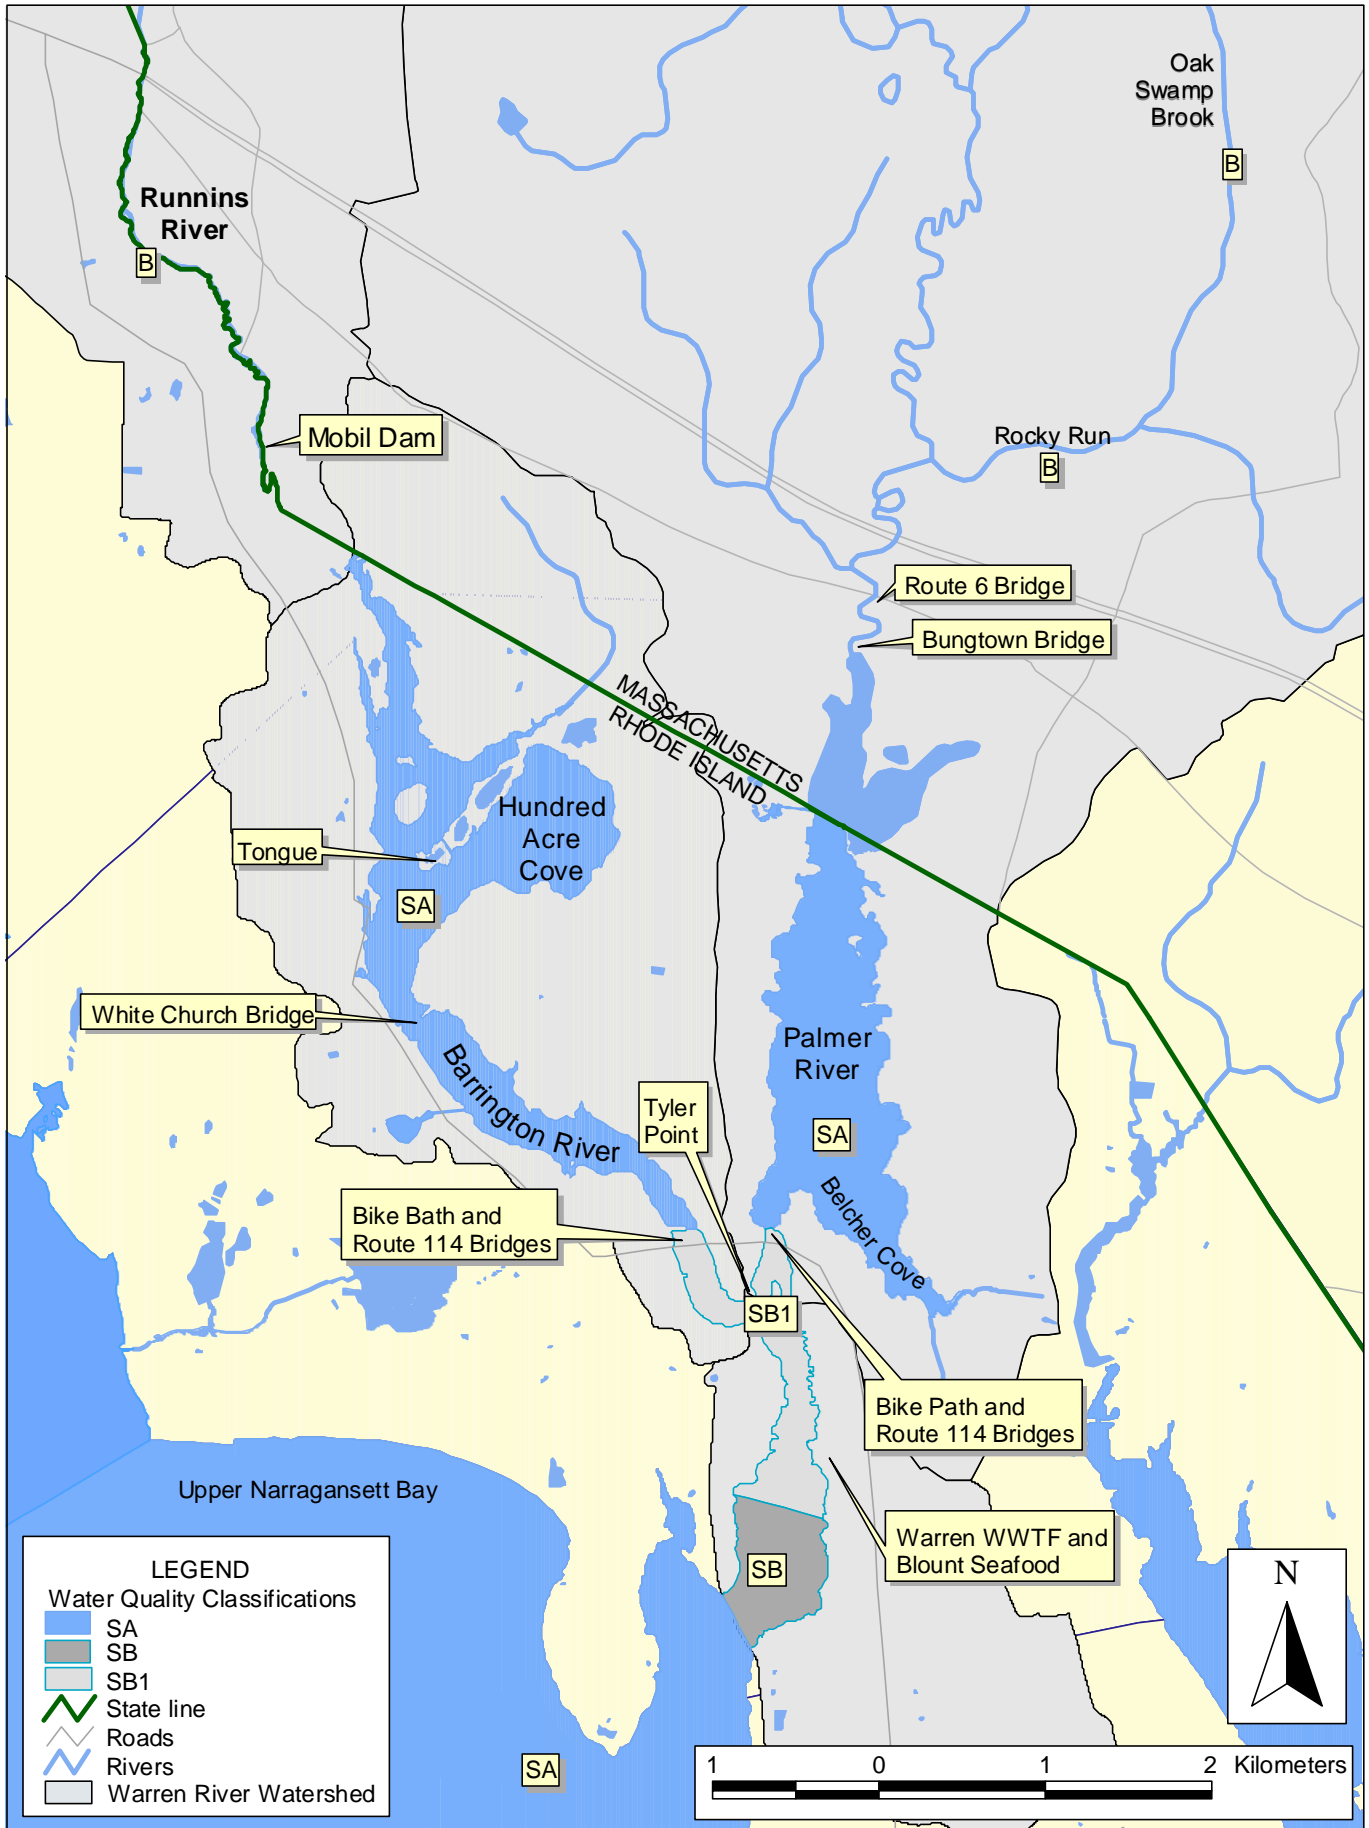 Oak
Swamp
Brook
B
Runnins
River
B
Mobil Dam
Rocky Run
B
Route 6 Bridge
Bungtown Bridge
MASSACHUSETTS
RHODE ISLAND
Hundred
Acre
Cove
Tongue
SA
White Church Bridge
Palmer
River
Barrington River
Tyler
Point
SA
Belcher Cove
Bike Bath and
Route 114 Bridges
SB1
Bike Path and
Route 114 Bridges
Upper Narragansett Bay
Warren WWTF and
Blount Seafood
SB
N
LEGEND
Water Quality Classifications
SA
SB
SB1
State line
Roads
Rivers
Warren River Watershed
SA
1 0 1 2 Kilometers